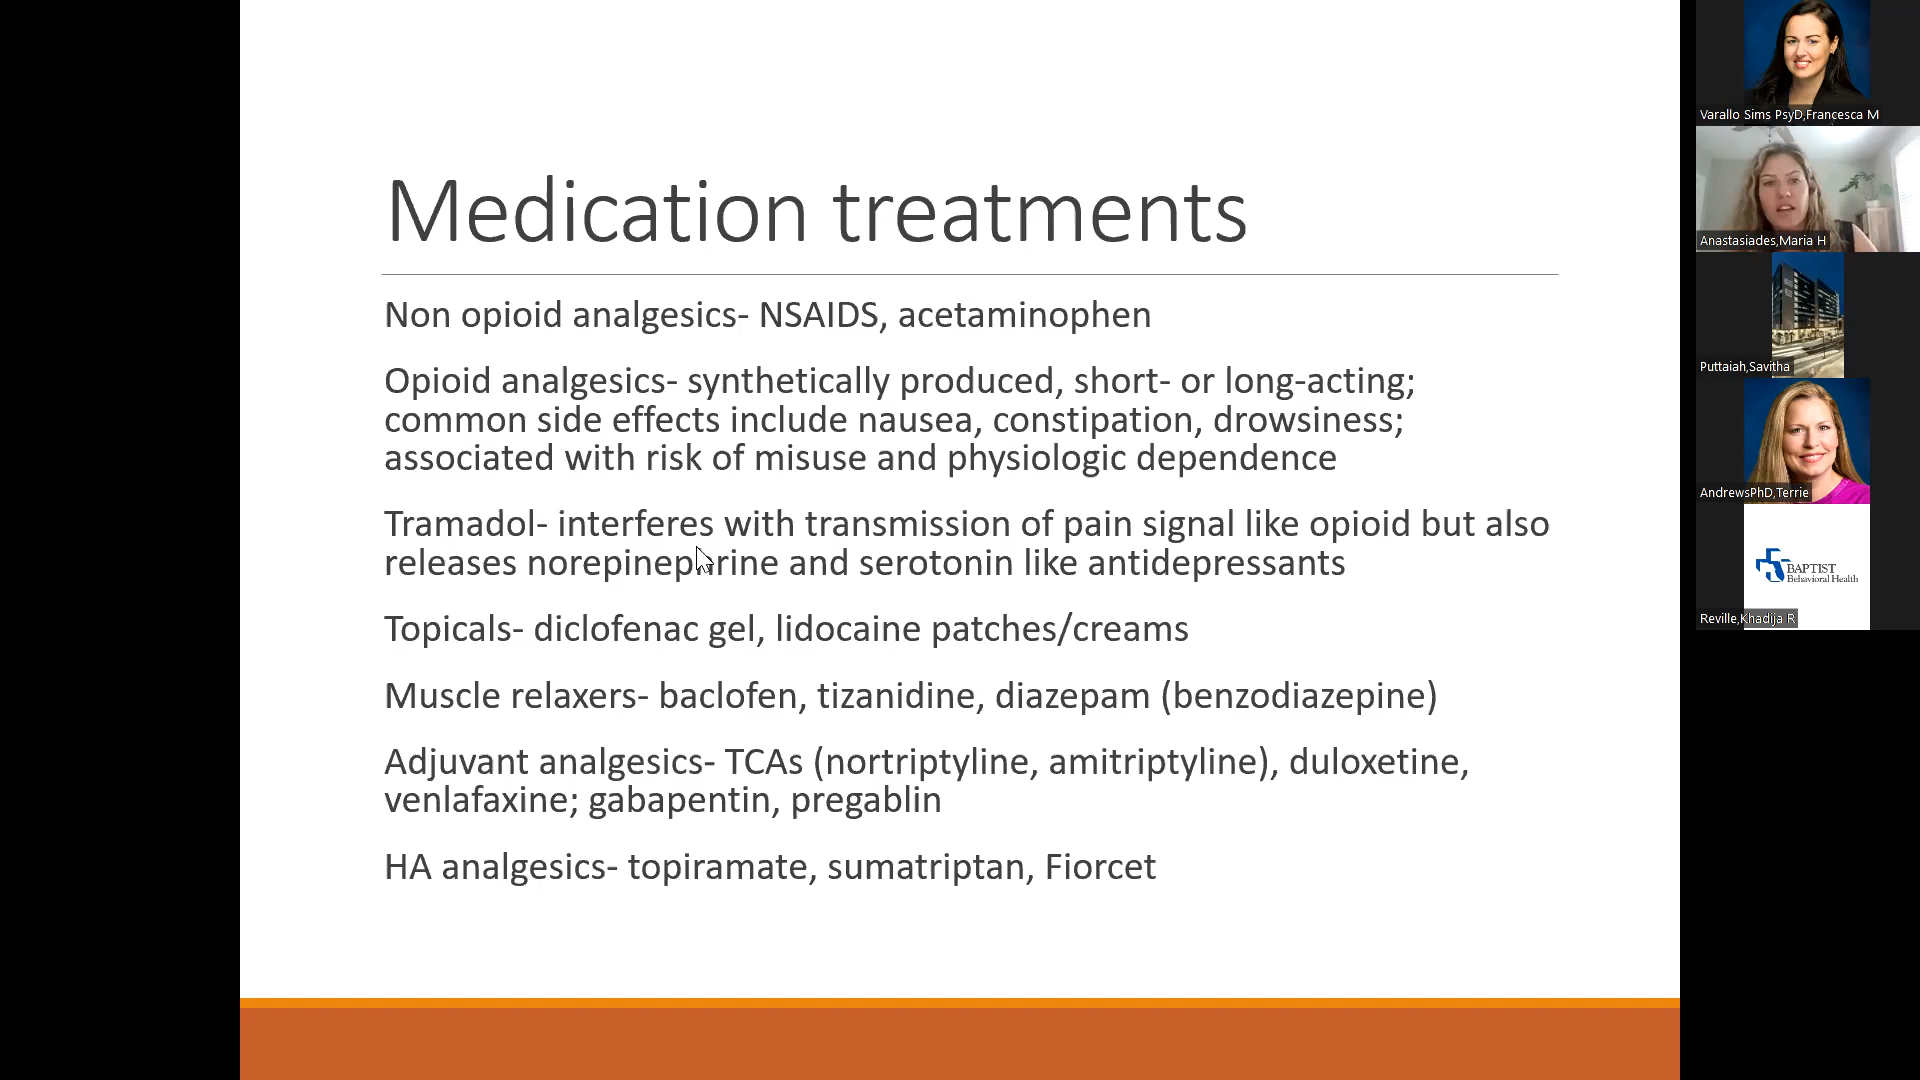 Medication treatments
Non opioid analgesics- NSAIDS, acetaminophen
Opioid analgesics- synthetically produced, short- or long-acting;
common side effects include nausea, constipation, drowsiness;
associated with risk of misuse and physiologic dependence
Tramadol- interferes with transmission of pain signal like opioid but also
releases norepinephrine and serotonin like antidepressants
Topicals- diclofenac gel, lidocaine patches/creams
Muscle relaxers- baclofen, tizanidine, diazepam (benzodiazepine)
Adjuvant analgesics- TCAs (nortriptyline, amitriptyline), duloxetine,
venlafaxine; gabapentin, pregablin
HA analgesics- topiramate, sumatriptan, Fiorcet
Varallo Sims PsyD,Francesca M
Anastasiades,Maria H
Puttaiah,Savitha
AndrewsPhD,Terrie
BAPTIST
Behavioral Health
Reville,Khadija R